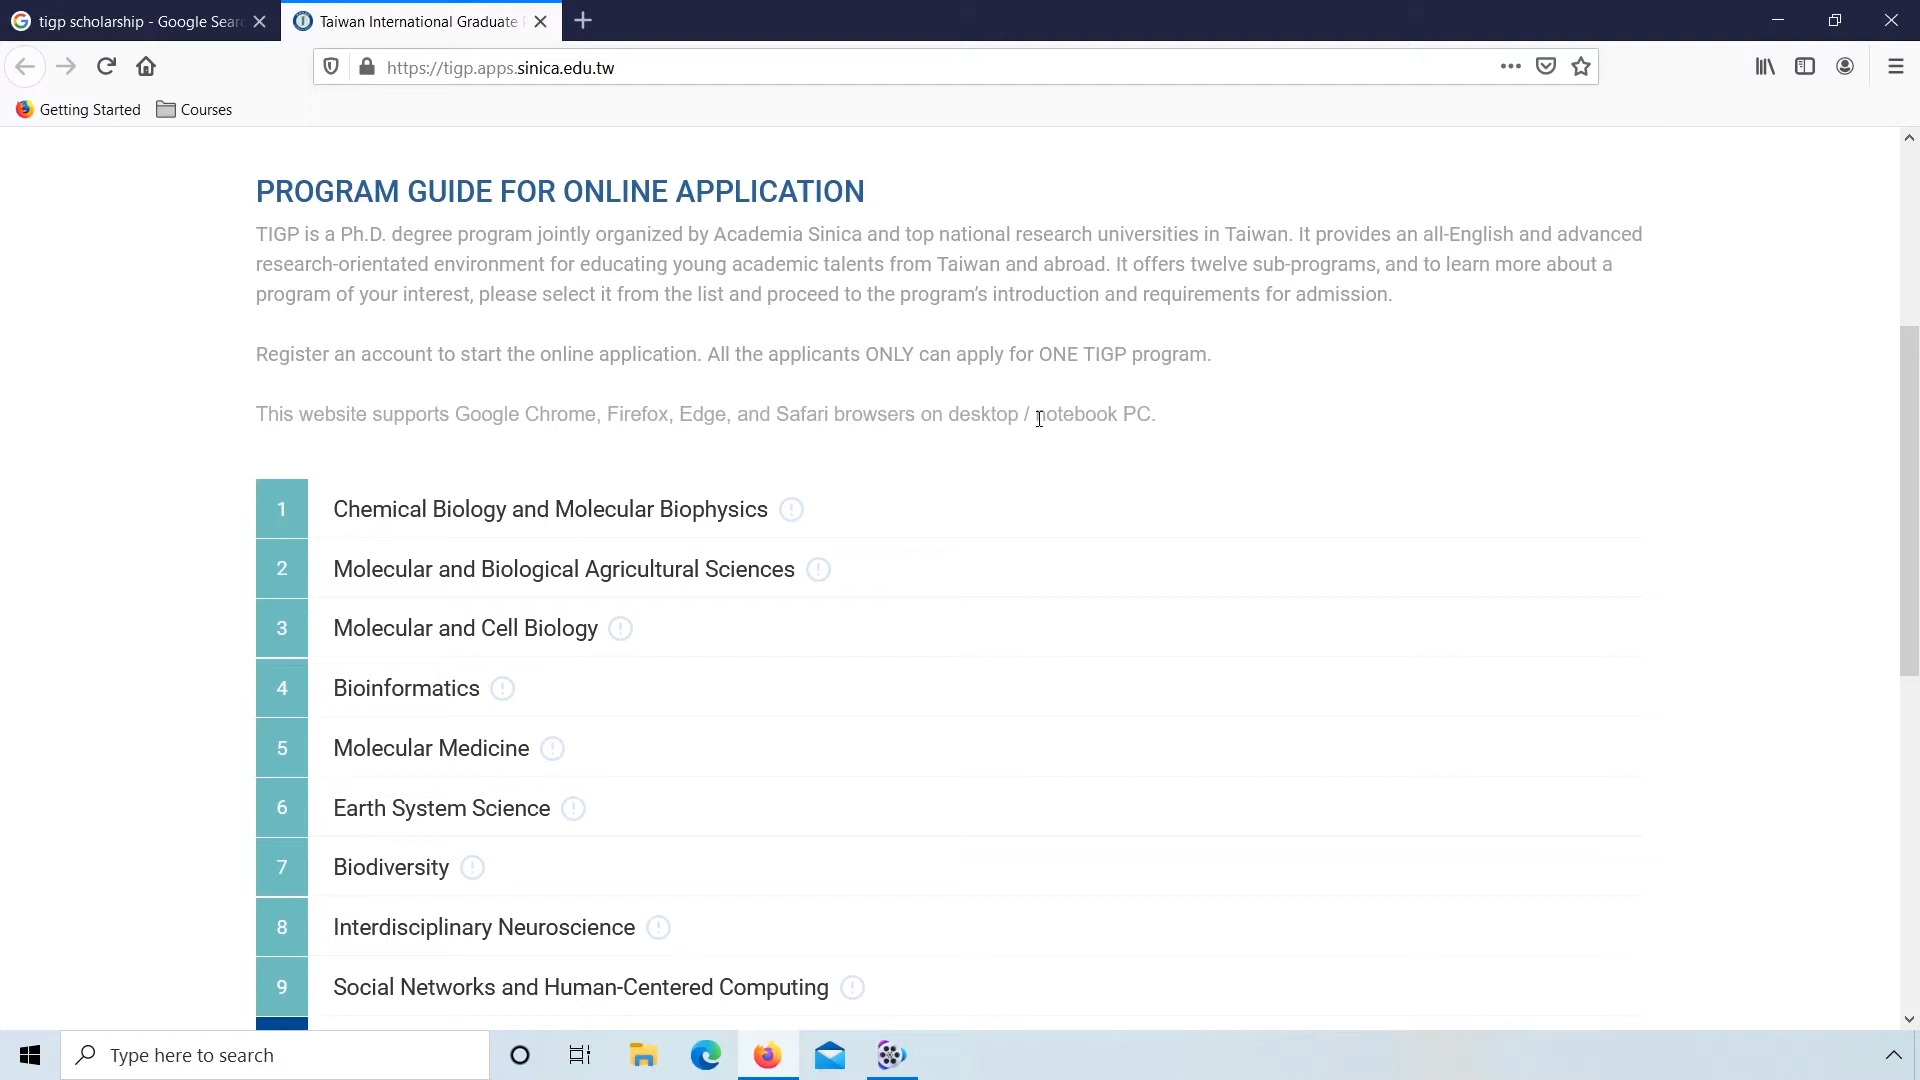 tigp scholarship - Google Sear
Taiwan International Graduate
https://tigp.apps.sinica.edu.tw
Getting Started
Courses
PROGRAM GUIDE FOR ONLINE APPLICATION
TIGP is a Ph.D. degree program jointly organized by Academia Sinica and top national research universities in Taiwan. It provides an all-English and advanced
research-orientated environment for educating young academic talents from Taiwan and abroad. It offers twelve sub-programs, and to learn more about a
program of your interest, please select it from the list and proceed to the program's introduction and requirements for admission.
Register an account to start the online application. All the applicants ONLY can apply for ONE TIGP program.
This website supports Google Chrome, Firefox, Edge, and Safari browsers on desktop / notebook PC.
1 Chemical Biology and Molecular Biophysics
2 Molecular and Biological Agricultural Sciences
3 Molecular and Cell Biology
4 Bioinformatics
5 Molecular Medicine
6 Earth System Science
7 Biodiversity
8 Interdisciplinary Neuroscience
9 Social Networks and Human-Centered Computing
Type here to search